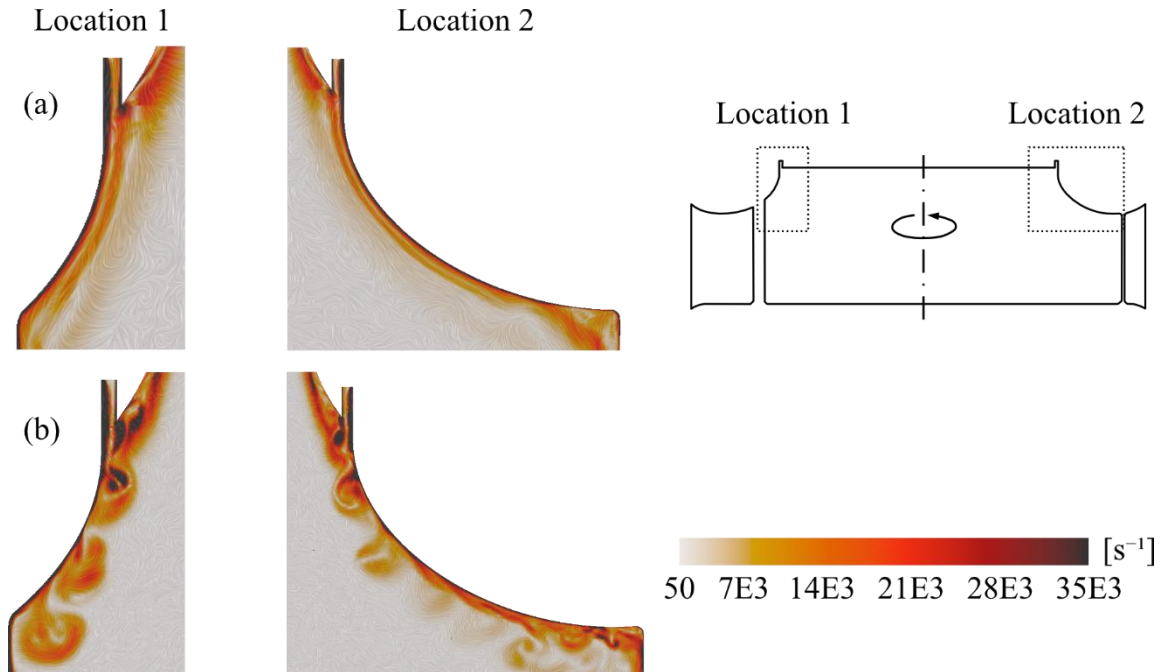 Location 1 Location 2
(a)
Location 1 Location 2
(b)
[s⁻¹]
50 7E3 14E3 21E3 28E3 35E3